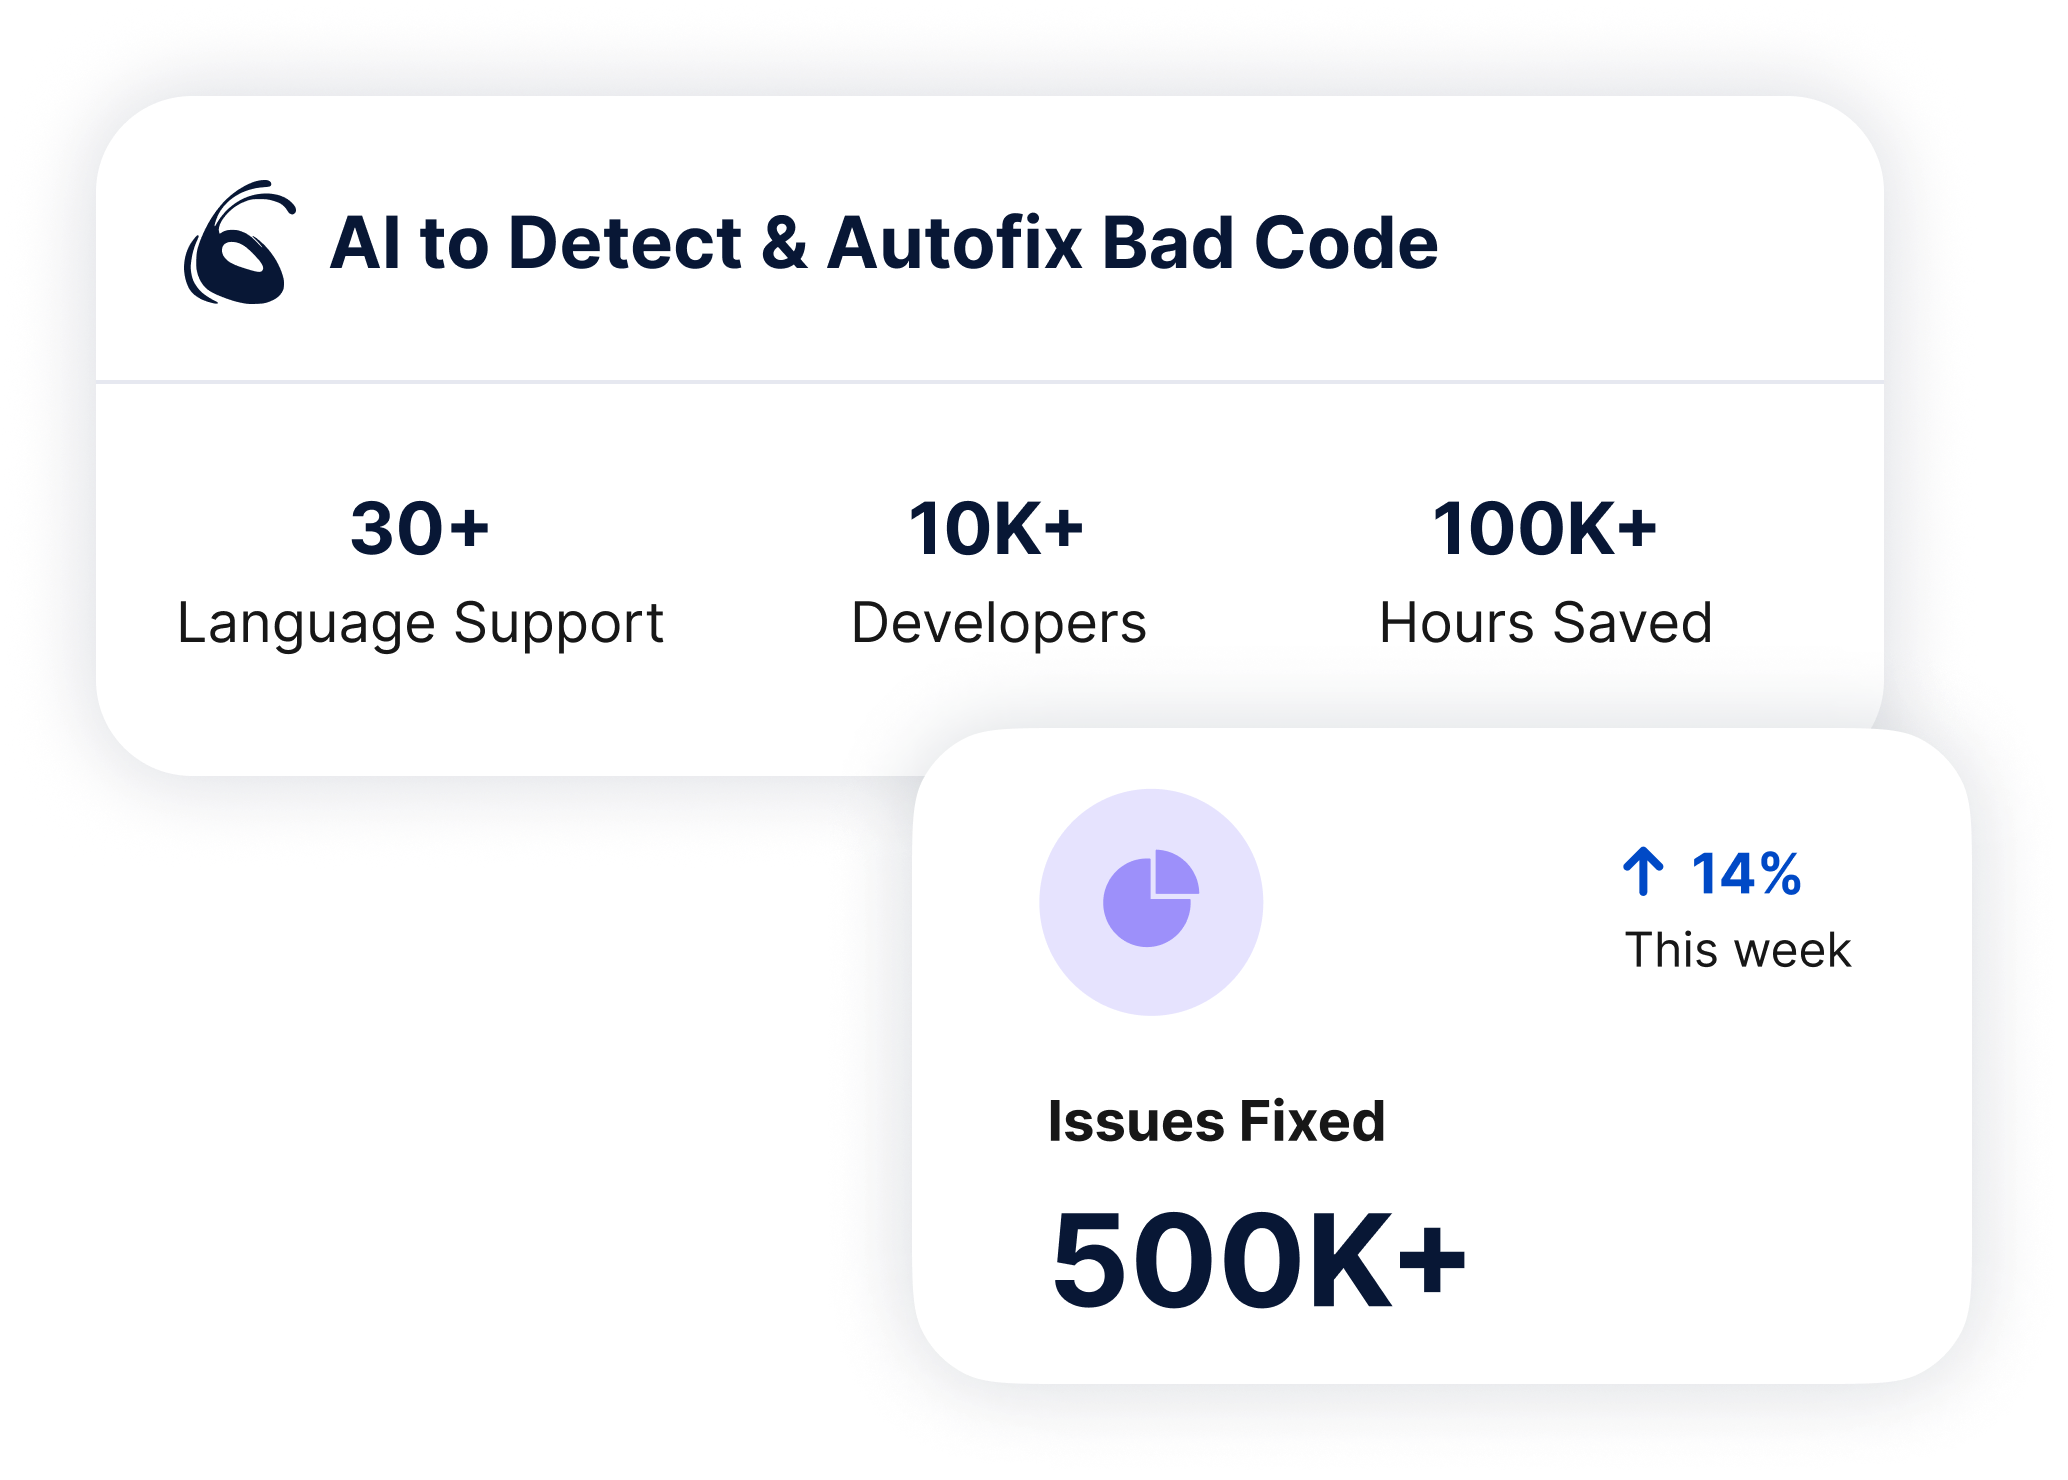 AI to Detect & Autofix Bad Code
30+
Language Support
10K+
Developers
100K+
Hours Saved
14%
This week
Issues Fixed
500K+